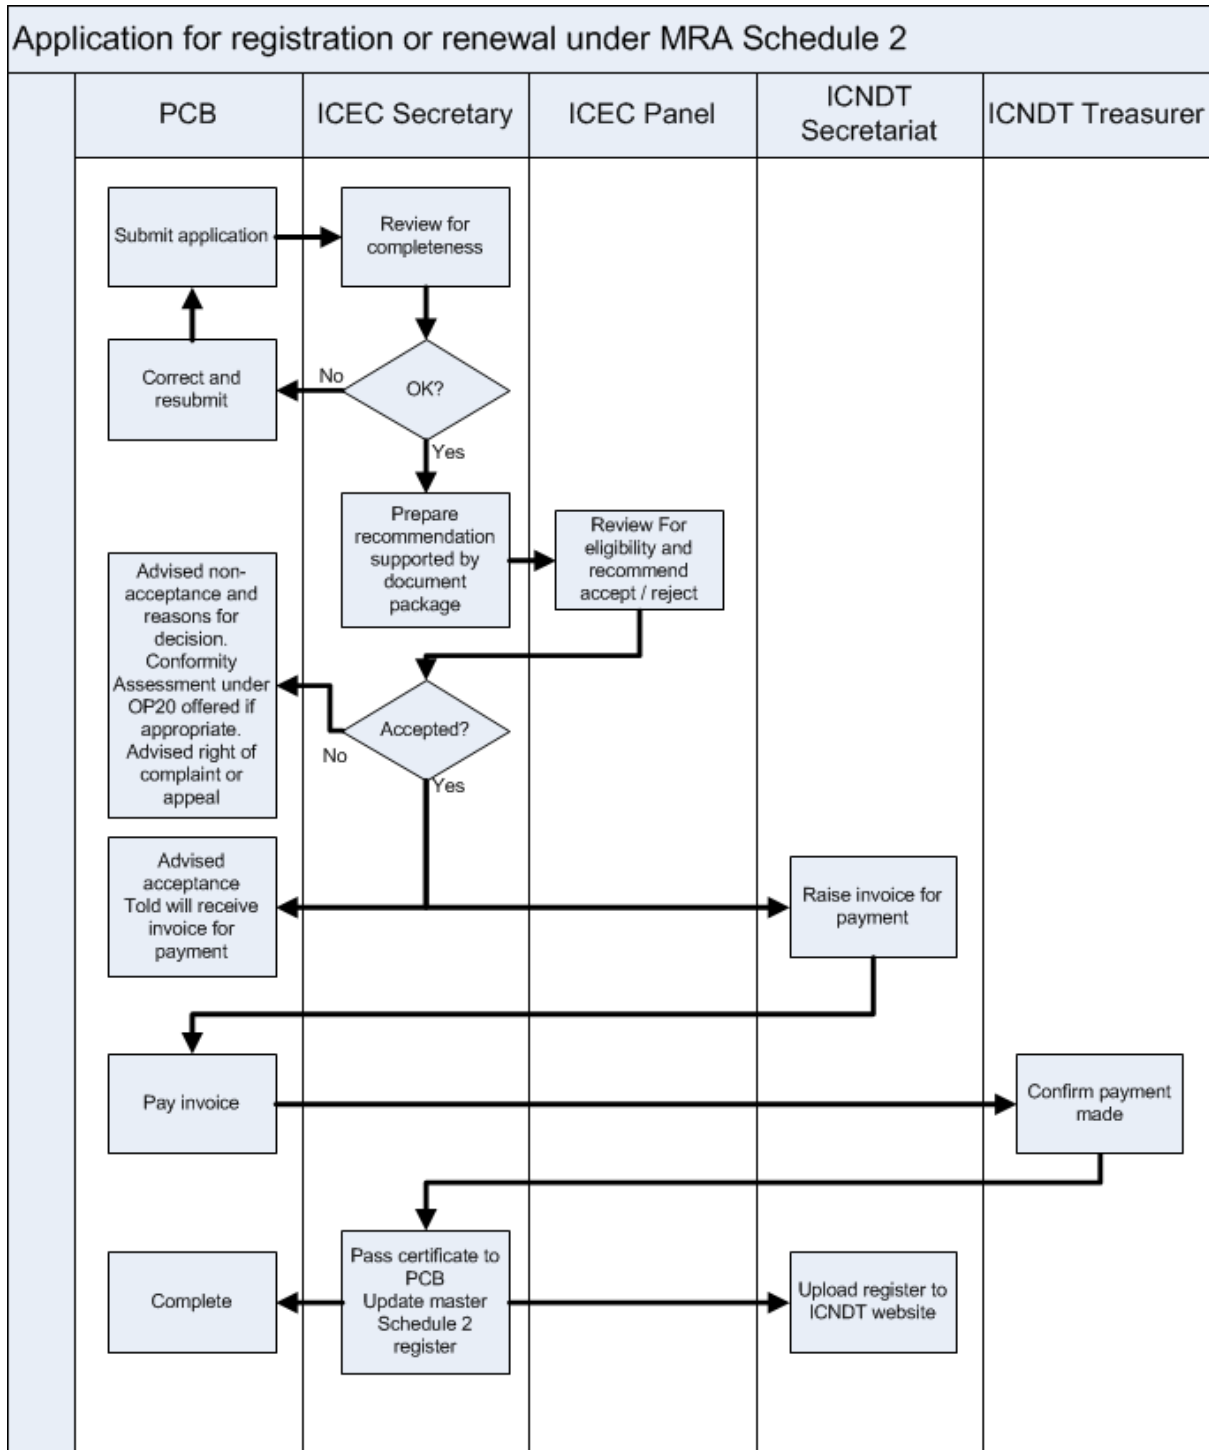 Application for registration or renewal under MRA Schedule 2
PCB
ICEC Secretary
ICEC Panel
ICNDT
Secretariat
ICNDT Treasurer
Submit application
Review for
completeness
Correct and
resubmit
No
OK?
Yes
Prepare
recommendation
supported by
document
package
Review For
eligibility and
recommend
accept / reject
Advised non-
acceptance and
reasons for
decision.
Conformity
Assessment under
OP20 offered if
appropriate.
Advised right of
complaint or
appeal
Accepted?
No
Yes
Advised
acceptance
Told will receive
invoice for
payment
Raise invoice for
payment
Pay invoice
Confirm payment
made
Complete
Pass certificate to
PCB
Update master
Schedule 2
register
Upload register to
ICNDT website